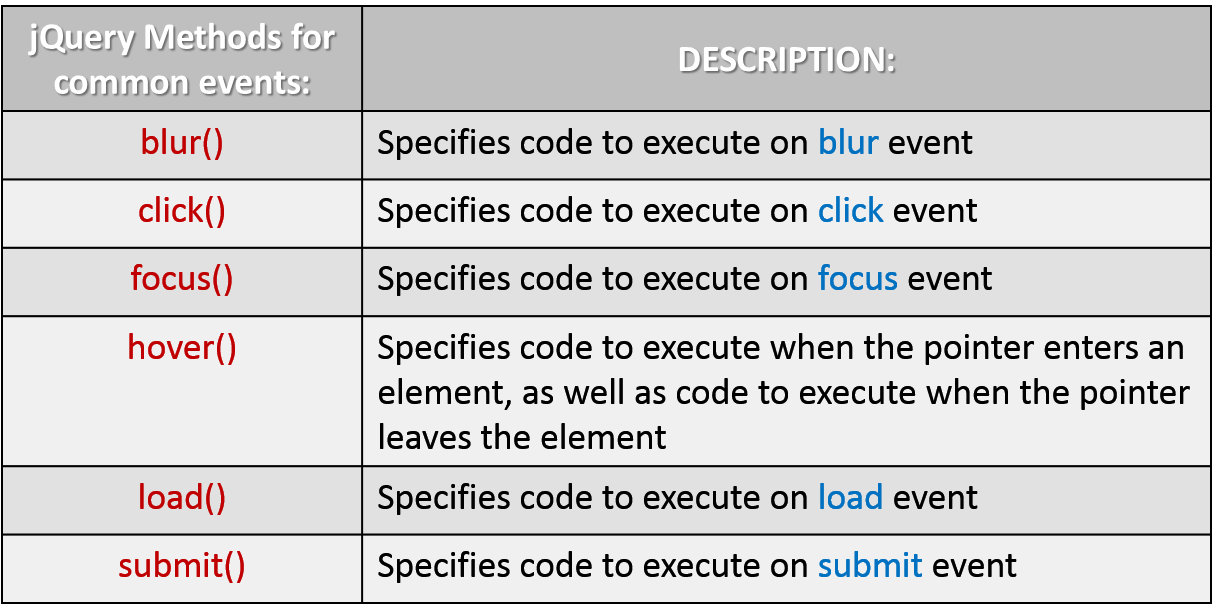 jQuery Methods for
common events:
DESCRIPTION:
blur()
Specifies code to execute on blur event
click()
Specifies code to execute on click event
focus()
Specifies code to execute on focus event
hover()
Specifies code to execute when the pointer enters an
element, as well as code to execute when the pointer
leaves the element
load()
Specifies code to execute on load event
submit()
Specifies code to execute on submit event